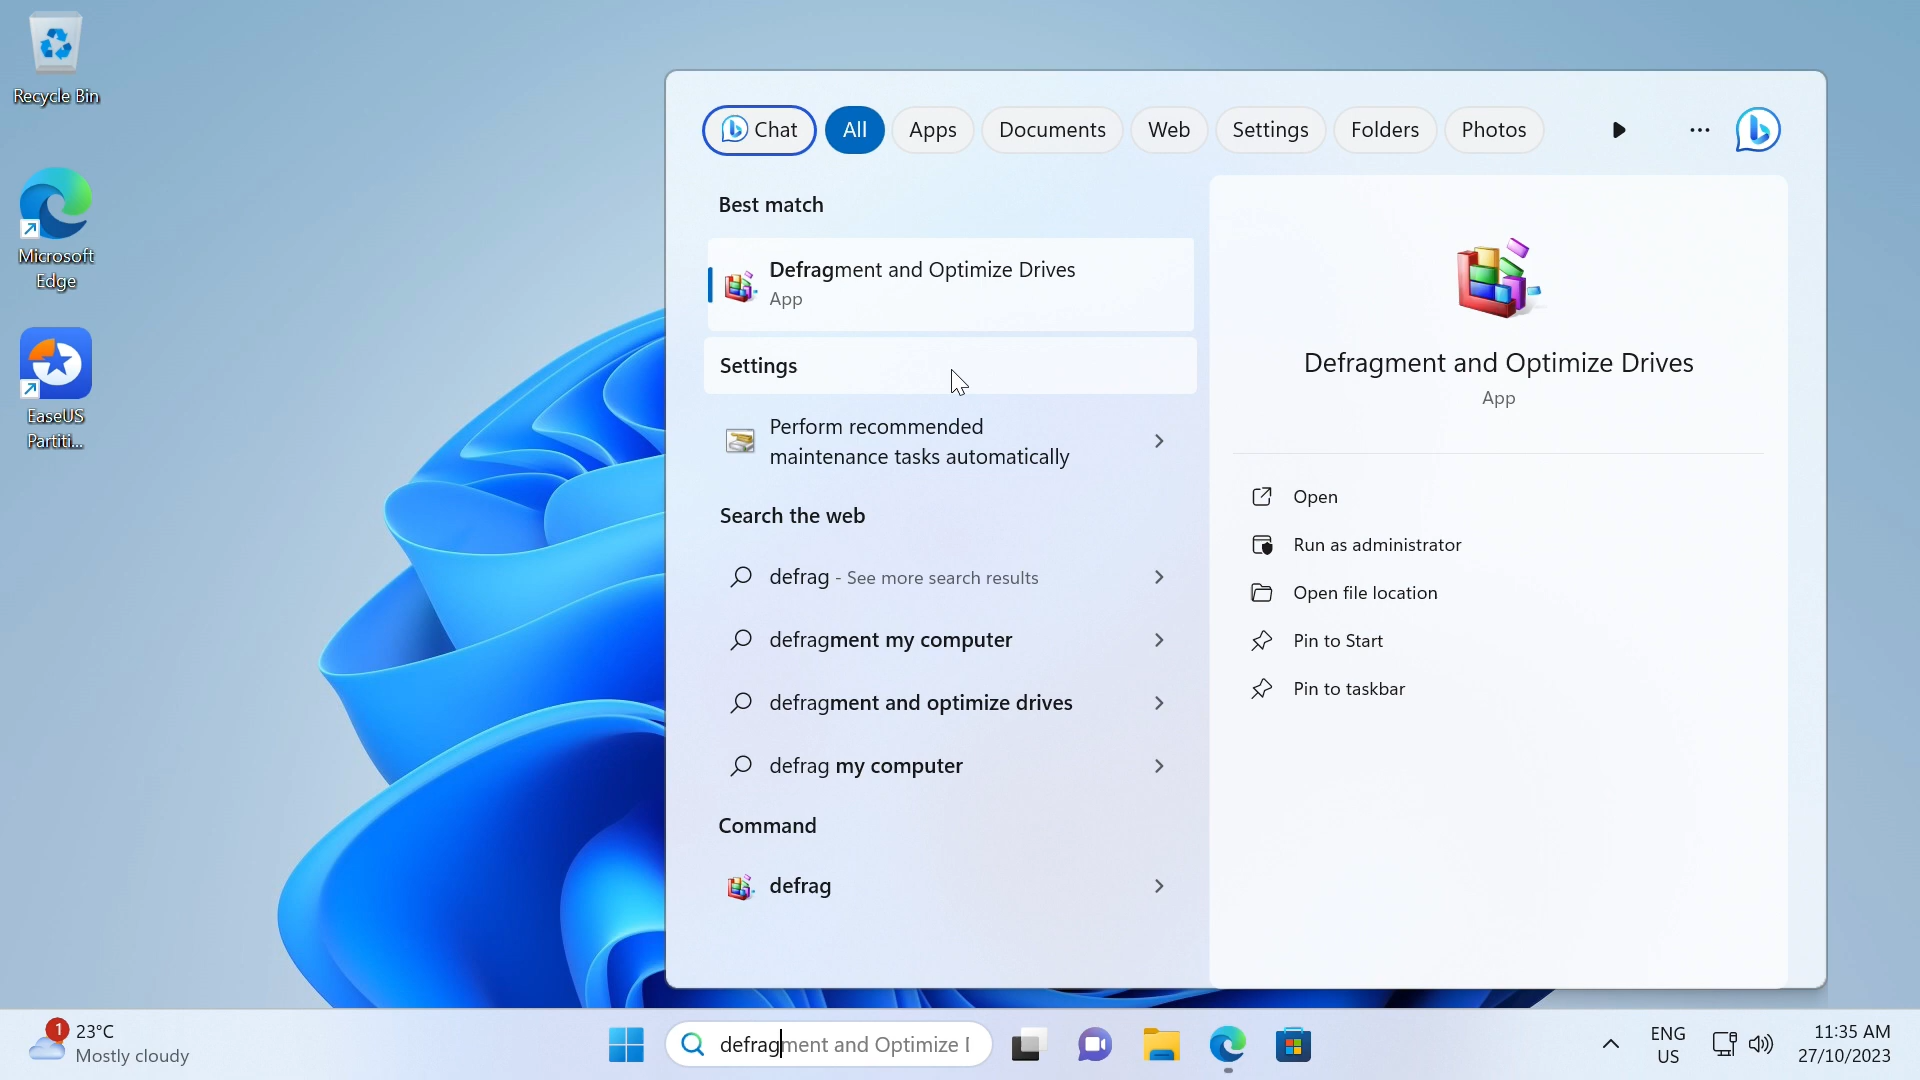 Recycle Bin
Microsoft
Edge
EaseUS
Partiti...
Chat
All
Apps
Documents
Web
Settings
Folders
Photos
Best match
Defragment and Optimize Drives
App
Settings
Perform recommended
maintenance tasks automatically
Search the web
defrag - See more search results
defragment my computer
defragment and optimize drives
defrag my computer
Command
defrag
Defragment and Optimize Drives
App
Open
Run as administrator
Open file location
Pin to Start
Pin to taskbar
1
23°C
Mostly cloudy
defragment and Optimize
ENG
US
11:35 AM
27/10/2023